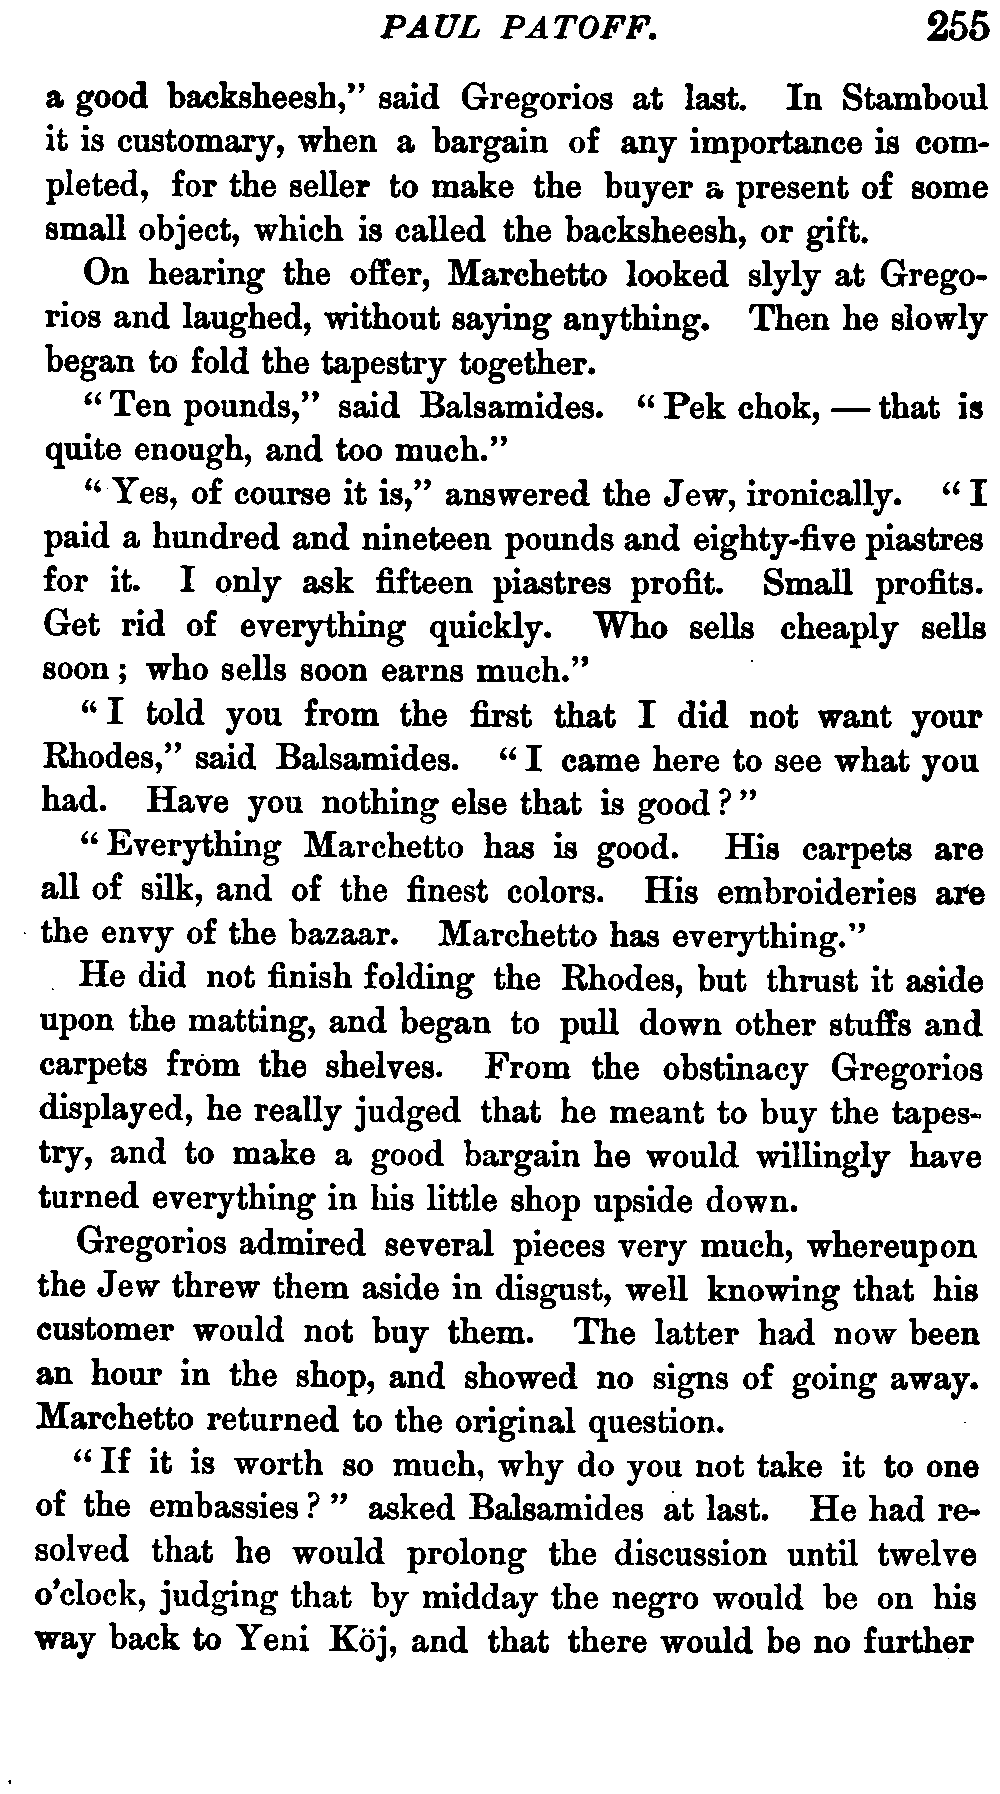 PAUL PATOFF. 255
a good backsheesh,” said Gregorios at last. In Stamboul
it is customary, when a bargain of any importance is com-
pleted, for the seller to make the buyer a present of some
small object, which is called the backsheesh, or gift.
On hearing the offer, Marchetto looked slyly at Grego-
rios and laughed, without saying anything. Then he slowly
began to fold the tapestry together.
“Ten pounds,” said Balsamides. “Pek chok, — that is
quite enough, and too much.”
“Yes, of course it is,” answered the Jew, ironically. “I
paid a hundred and nineteen pounds and eighty-five piastres
for it. I only ask fifteen piastres profit. Small profits.
Get rid of everything quickly. Who sells cheaply sells
soon; who sells soon earns much.”
“I told you from the first that I did not want your
Rhodes,” said Balsamides. “I came here to see what you
had. Have you nothing else that is good?”
“Everything Marchetto has is good. His carpets are
all of silk, and of the finest colors. His embroideries are
the envy of the bazaar. Marchetto has everything.”
He did not finish folding the Rhodes, but thrust it aside
upon the matting, and began to pull down other stuffs and
carpets from the shelves. From the obstinacy Gregorios
displayed, he really judged that he meant to buy the tapes-
try, and to make a good bargain he would willingly have
turned everything in his little shop upside down.
Gregorios admired several pieces very much, whereupon
the Jew threw them aside in disgust, well knowing that his
customer would not buy them. The latter had now been
an hour in the shop, and showed no signs of going away.
Marchetto returned to the original question.
“If it is worth so much, why do you not take it to one
of the embassies?” asked Balsamides at last. He had re-
solved that he would prolong the discussion until twelve
o’clock, judging that by midday the negro would be on his
way back to Yeni Köj, and that there would be no further